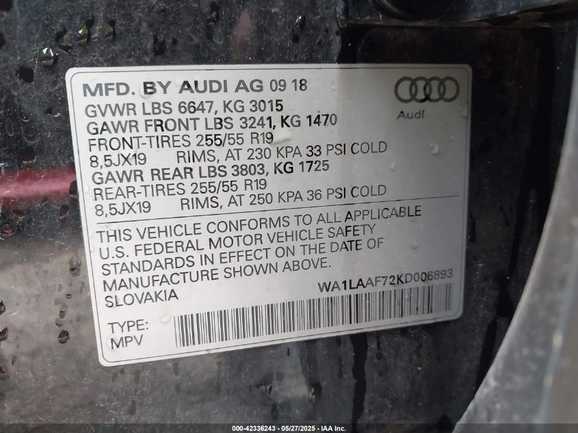 MFD. BY AUDI AG 09 18
GVWR LBS 6647, KG 3015
GAWR FRONT LBS 3241, KG 1470
FRONT-TIRES 255/55 R19
8,5JX19 RIMS, AT 230 KPA 33 PSI COLD
GAWR REAR LBS 3803, KG 1725
REAR-TIRES 255/55 R19
8,5JX19 RIMS, AT 250 KPA 36 PSI COLD
Audi
THIS VEHICLE CONFORMS TO ALL APPLICABLE
U.S. FEDERAL MOTOR VEHICLE SAFETY
STANDARDS IN EFFECT ON THE DATE OF
MANUFACTURE SHOWN ABOVE.
SLOVAKIA WA1LAAF72KD006893
TYPE:
MPV
000-42336243 - 05/27/2025 - IAA Inc.